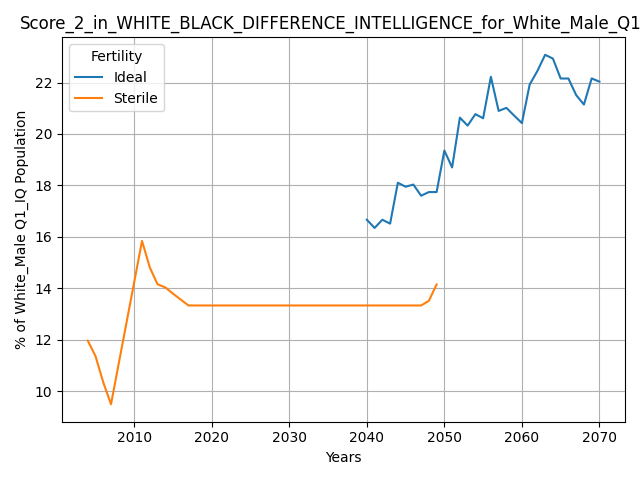 Score_2_in_WHITE_BLACK_DIFFERENCE_INTELLIGENCE_for_White_Male_Q1
Fertility
Ideal
Sterile
% of White_Male Q1_IQ Population
22
20
18
16
14
12
10
2010 2020 2030 2040 2050 2060 2070
Years